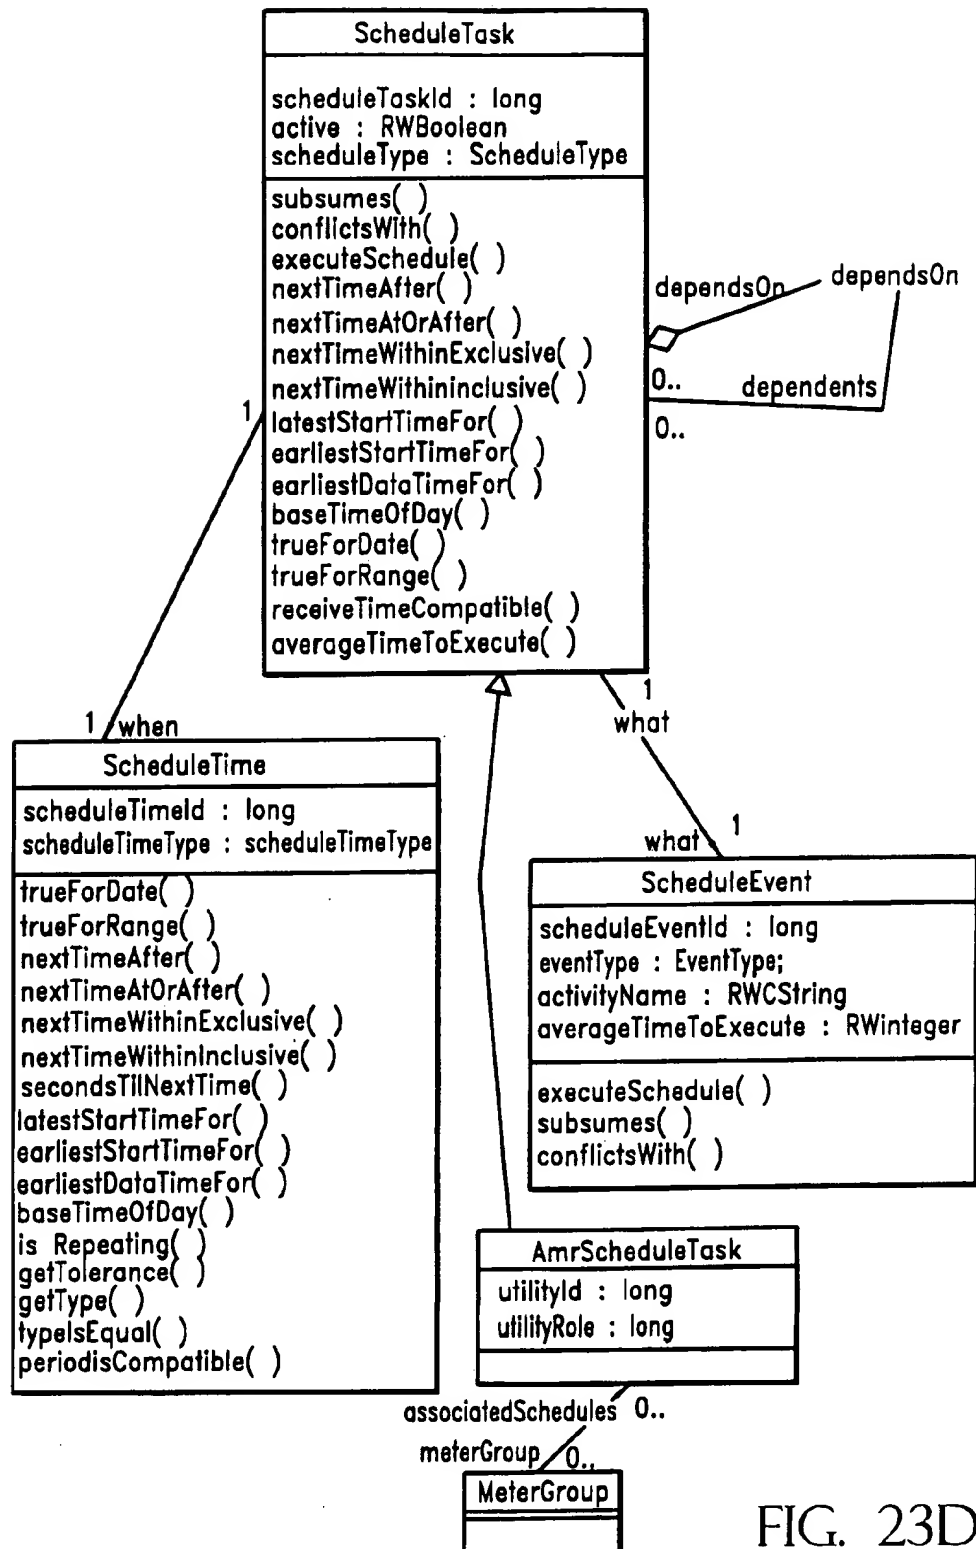 ScheduleTask
scheduleTaskId : long
active : RWBoolean
scheduleType : ScheduleType
subsumes( )
conflictsWith( )
executeSchedule( )
nextTimeAfter( )
nextTimeAtOrAfter( )
nextTimeWithinExclusive( )
nextTimeWithininclusive( )
latestStartTimeFor( )
earliestStartTimeFor( )
earliestDataTimeFor( )
baseTimeOfDay( )
trueForDate( )
trueForRange( )
receiveTimeCompatible( )
averageTimeToExecute( )
dependsOn
dependsOn
0..
dependents
0..
1
1
when
1
what
1
what
ScheduleTime
scheduleTimeId : long
scheduleTimeType : scheduleTimeType
trueForDate( )
trueForRange( )
nextTimeAfter( )
nextTimeAtOrAfter( )
nextTimeWithinExclusive( )
nextTimeWithinInclusive( )
secondsTilNextTime( )
latestStartTimeFor( )
earliestStartTimeFor( )
earliestDataTimeFor( )
baseTimeOfDay( )
is Repeating( )
getTolerance( )
getType( )
typeIsEqual( )
periodisCompatible( )
ScheduleEvent
scheduleEventId : long
eventType : EventType;
activityName : RWCString
averageTimeToExecute : RWinteger
executeSchedule( )
subsumes( )
conflictsWith( )
AmrScheduleTask
utilityId : long
utilityRole : long
associatedSchedules 0..
meterGroup 0..
MeterGroup
FIG. 23D